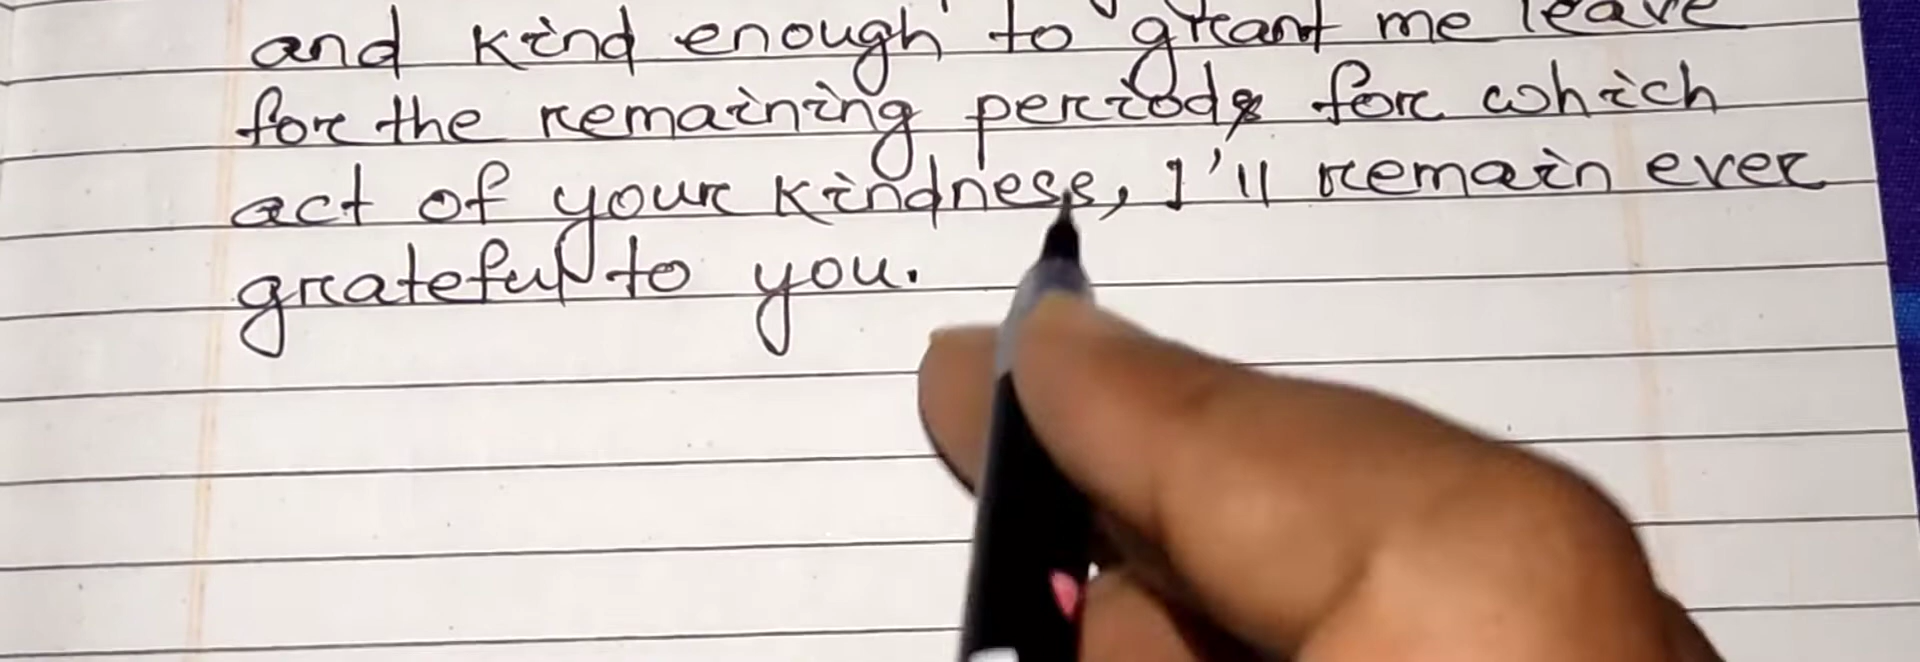 and kind enough to grant me leave
for the remaining periods for which
act of your kindness, I'll remain ever
grateful to you.